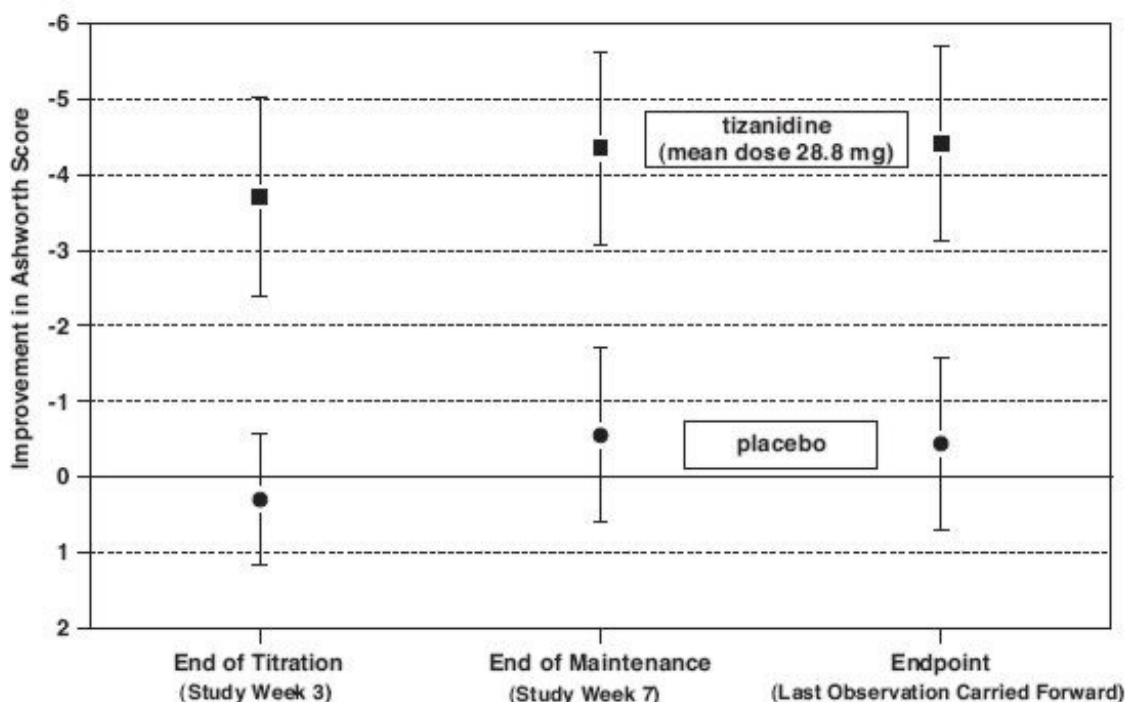 Improvement in Ashworth Score
-6
-5
-4
-3
-2
-1
0
1
2
tizanidine
(mean dose 28.8 mg)
placebo
End of Titration
(Study Week 3)
End of Maintenance
(Study Week 7)
Endpoint
(Last Observation Carried Forward)